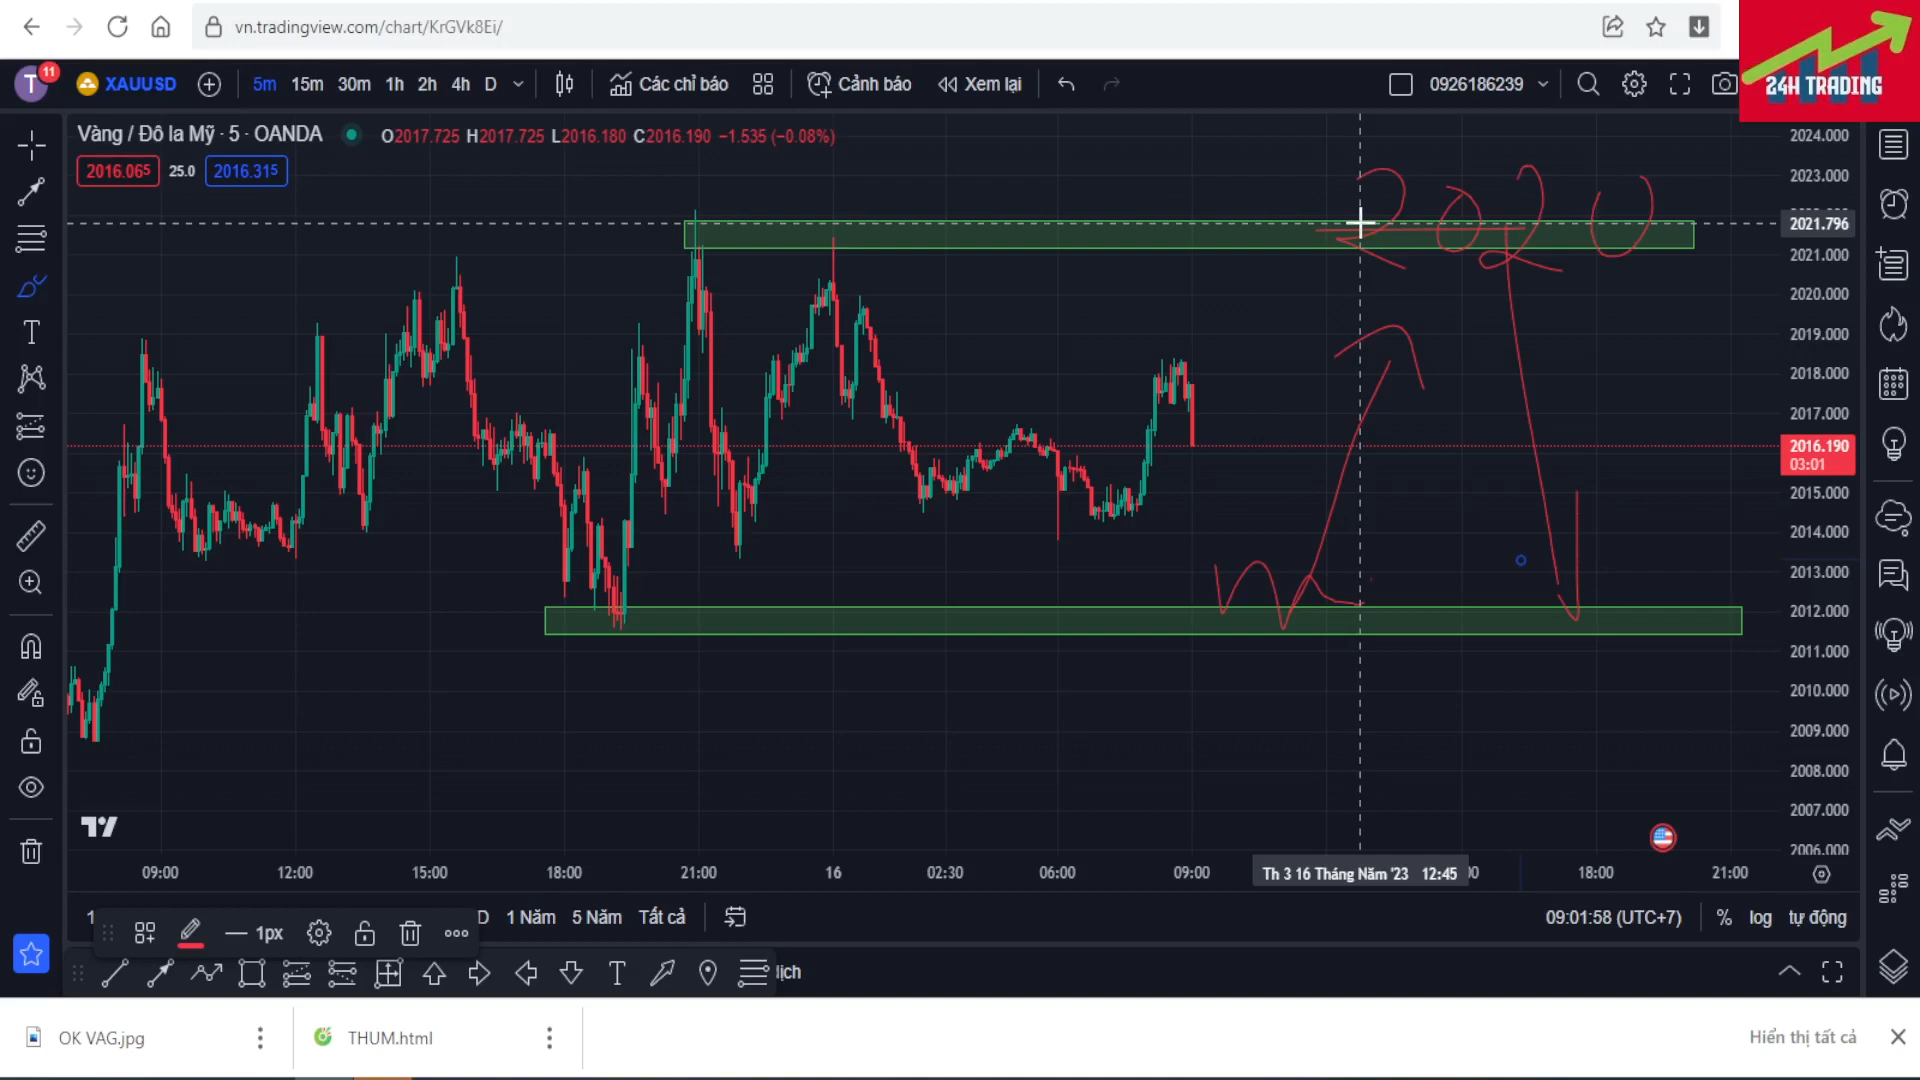 vn.tradingview.com/chart/KrGVk8Ei/
24H TRADING
T 11 XAUUSD 5m 15m 30m 1h 2h 4h D Các chỉ báo Cảnh báo Xem lại 0926186239
Vàng / Đô la Mỹ · 5 · OANDA O2017.725 H2017.725 L2016.180 C2016.190 −1.535 (−0.08%)
2016.065 25.0 2016.315
2024.000
2023.000
2021.796
2021.000
2020.000
2019.000
2018.000
2017.000
2016.190
03:01
2015.000
2014.000
2013.000
2012.000
2011.000
2010.000
2009.000
2008.000
2007.000
2006.000
2020
09:00 12:00 15:00 18:00 21:00 16 02:30 06:00 09:00 Th 3 16 Tháng Năm '23 12:45 18:00 21:00
1 D 1 Năm 5 Năm Tất cả 09:01:58 (UTC+7) % log tự động
1px
T lịch
OK VAG.jpg THUM.html Hiển thị tất cả